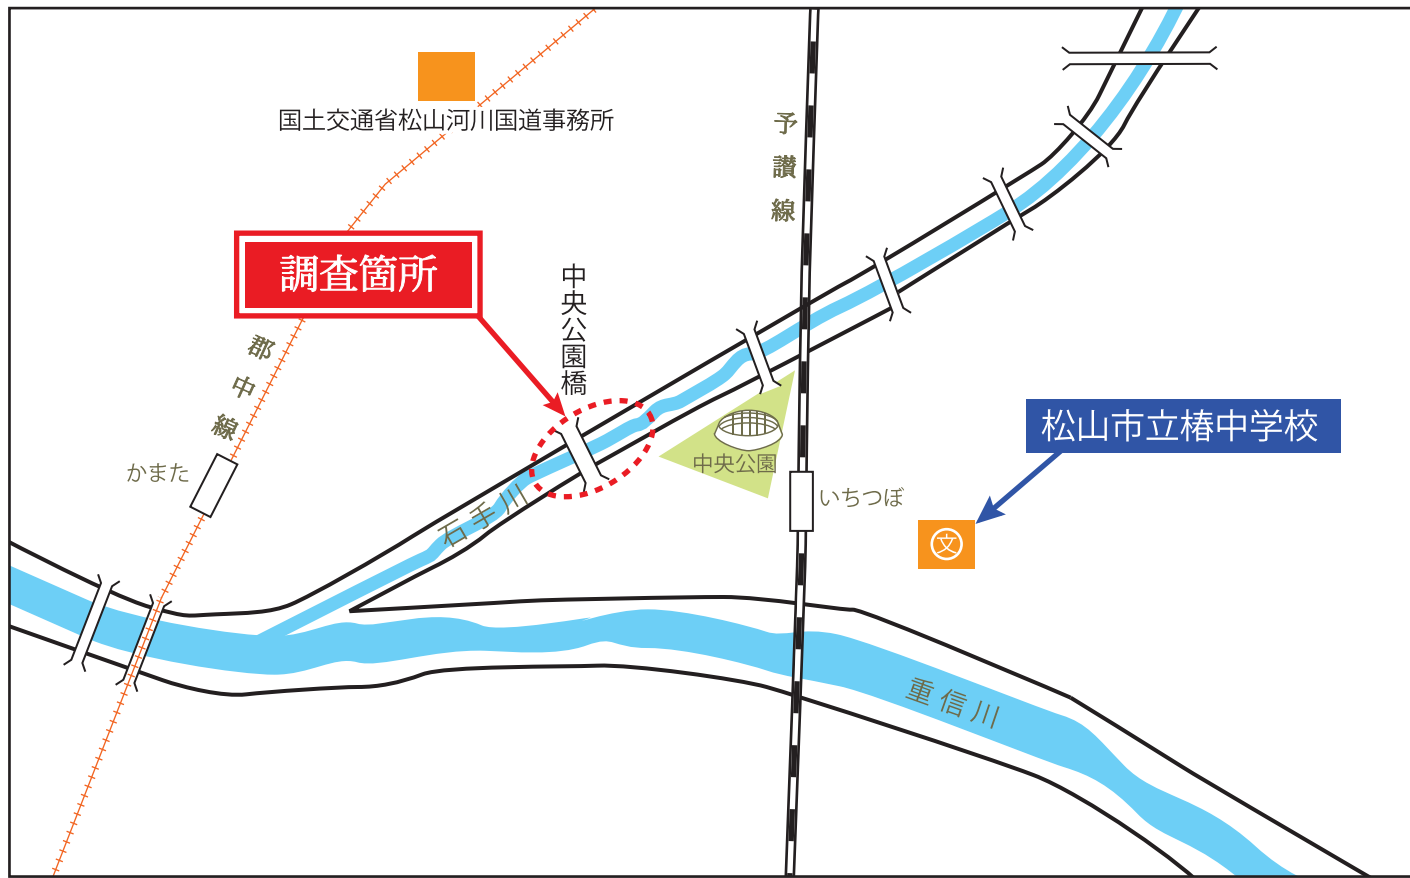 国土交通省松山河川国道事務所
予讃線
調査箇所
中央公園橋
郡中線
松山市立椿中学校
中央公園
かまた
いちつぼ
石手川
文
重信川